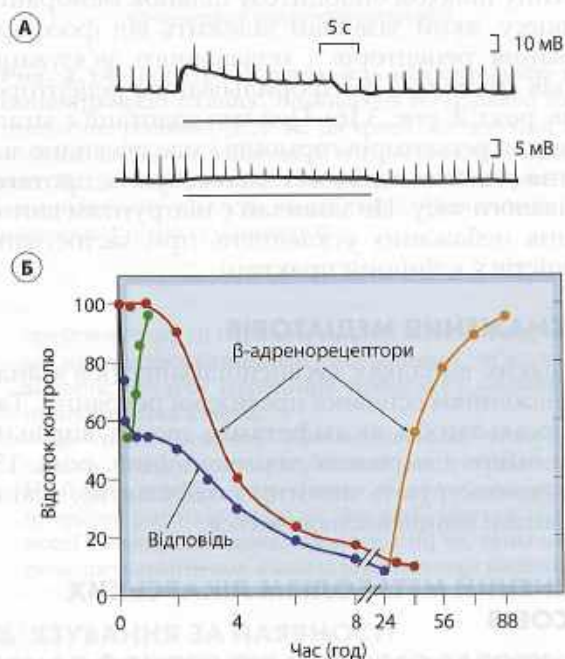 А
5 с
10 мВ
5 мВ
Б
100
80
60
40
20
0
Відсоток контролю
β-адренорецептори
Відповідь
0 4 8 24 56 88
Час (год)